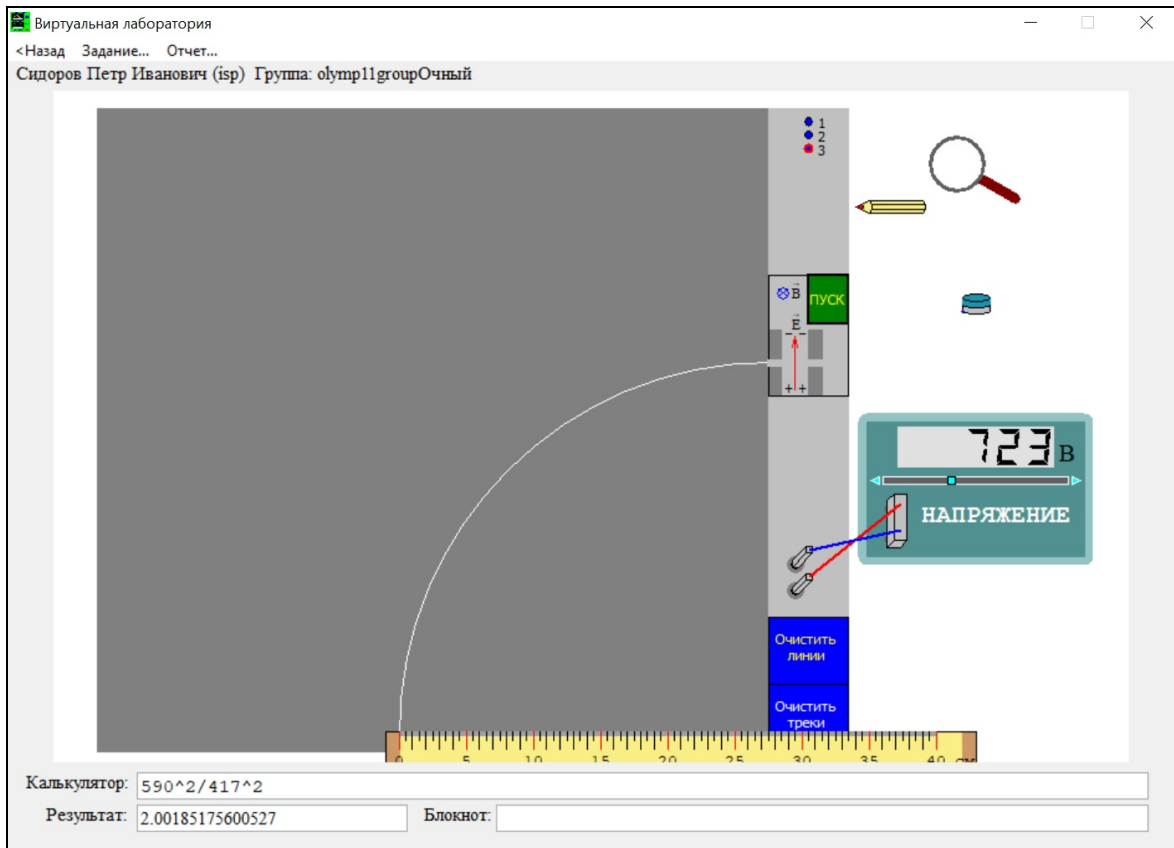 Виртуальная лаборатория
<Назад Задание... Отчет...
Сидоров Петр Иванович (isp) Группа: olymp11groupОчный
1
2
3
B
ПУСК
E
- -
+ +
723 В
НАПРЯЖЕНИЕ
Очистить
линии
Очистить
треки
0 5 10 15 20 25 30 35 40 см
Калькулятор: 590^2/417^2
Результат: 2.00185175600527 Блокнот: